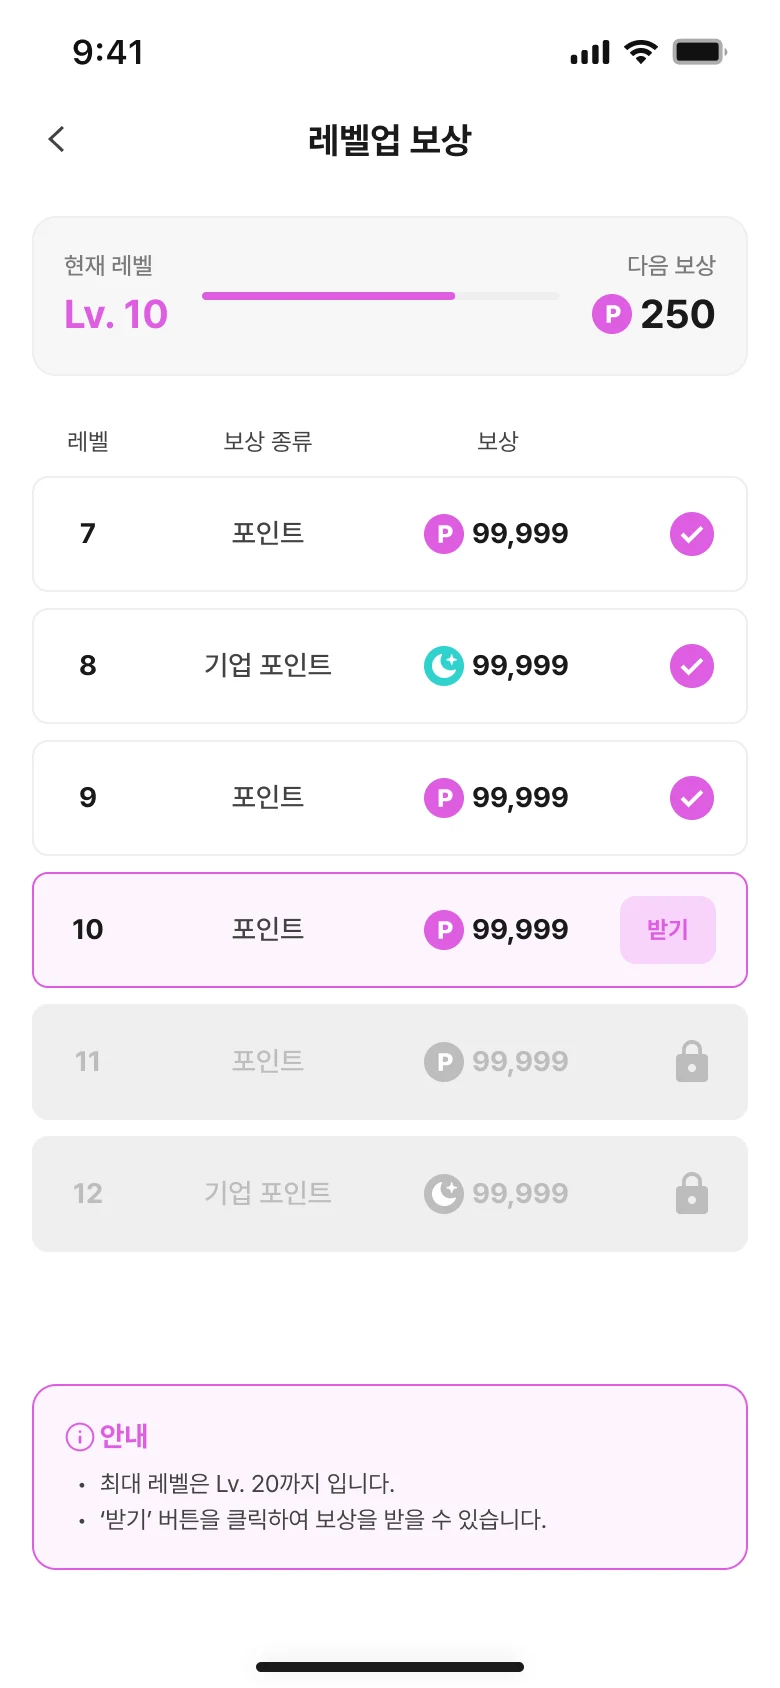 9:41
레벨업 보상
현재 레벨
다음 보상
Lv. 10
P 250
레벨 보상 종류 보상
7 포인트 P 99,999
8 기업 포인트 99,999
9 포인트 P 99,999
10 포인트 P 99,999 받기
11 포인트 P 99,999
12 기업 포인트 99,999
안내
• 최대 레벨은 Lv. 20까지 입니다.
• ‘받기’ 버튼을 클릭하여 보상을 받을 수 있습니다.